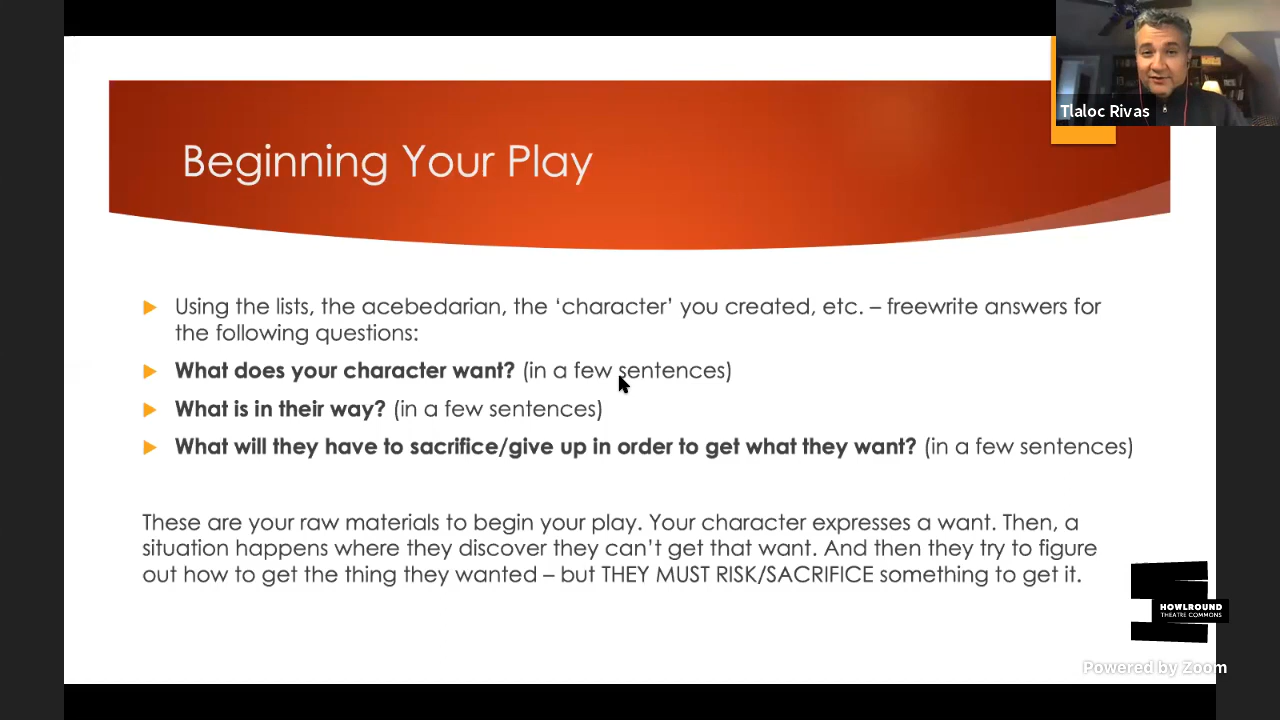 Tlaloc Rivas
Beginning Your Play
Using the lists, the acebedarian, the ‘character’ you created, etc. – freewrite answers for
the following questions:
What does your character want? (in a few sentences)
What is in their way? (in a few sentences)
What will they have to sacrifice/give up in order to get what they want? (in a few sentences)
These are your raw materials to begin your play. Your character expresses a want. Then, a
situation happens where they discover they can’t get that want. And then they try to figure
out how to get the thing they wanted – but THEY MUST RISK/SACRIFICE something to get it.
HOWLROUND
THEATRE COMMONS
Powered by Zoom